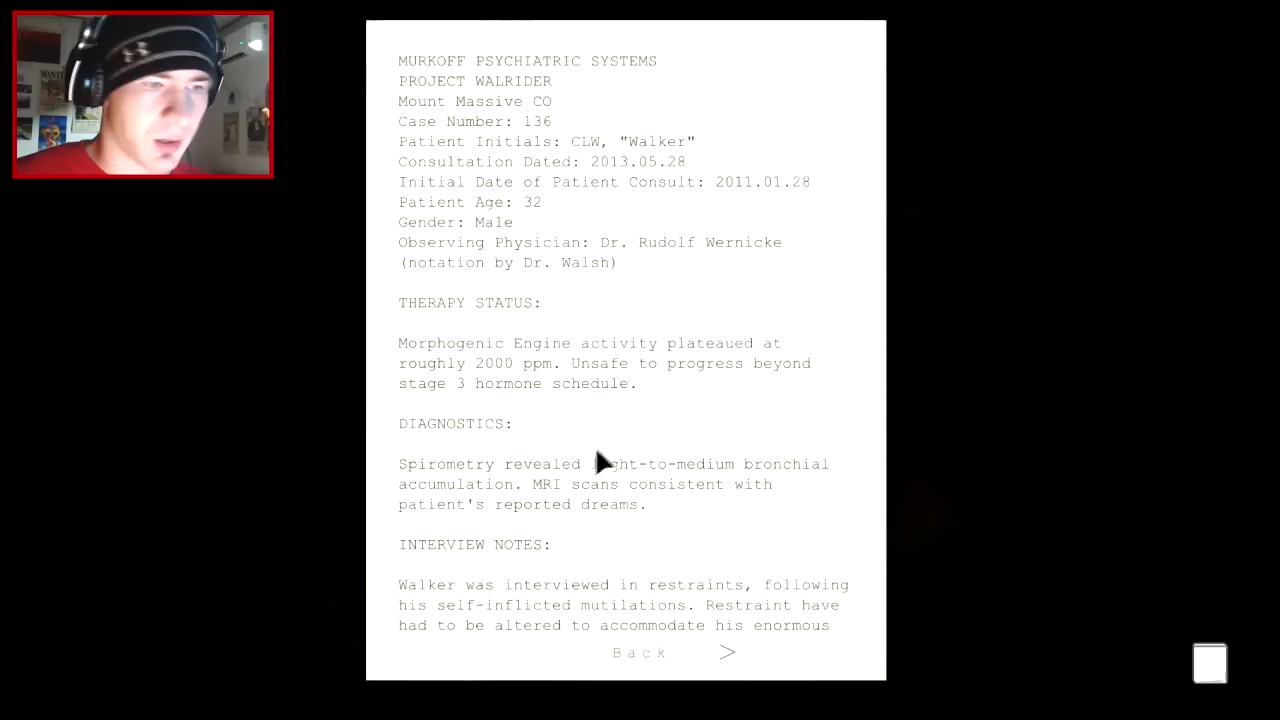 WANTED
MURKOFF PSYCHIATRIC SYSTEMS
PROJECT WALRIDER
Mount Massive CO
Case Number: 136
Patient Initials: CLW, "Walker"
Consultation Dated: 2013.05.28
Initial Date of Patient Consult: 2011.01.28
Patient Age: 32
Gender: Male
Observing Physician: Dr. Rudolf Wernicke
(notation by Dr. Walsh)
THERAPY STATUS:
Morphogenic Engine activity plateaued at
roughly 2000 ppm. Unsafe to progress beyond
stage 3 hormone schedule.
DIAGNOSTICS:
Spirometry revealed light-to-medium bronchial
accumulation. MRI scans consistent with
patient's reported dreams.
INTERVIEW NOTES:
Walker was interviewed in restraints, following
his self-inflicted mutilations. Restraint have
had to be altered to accommodate his enormous
Back >